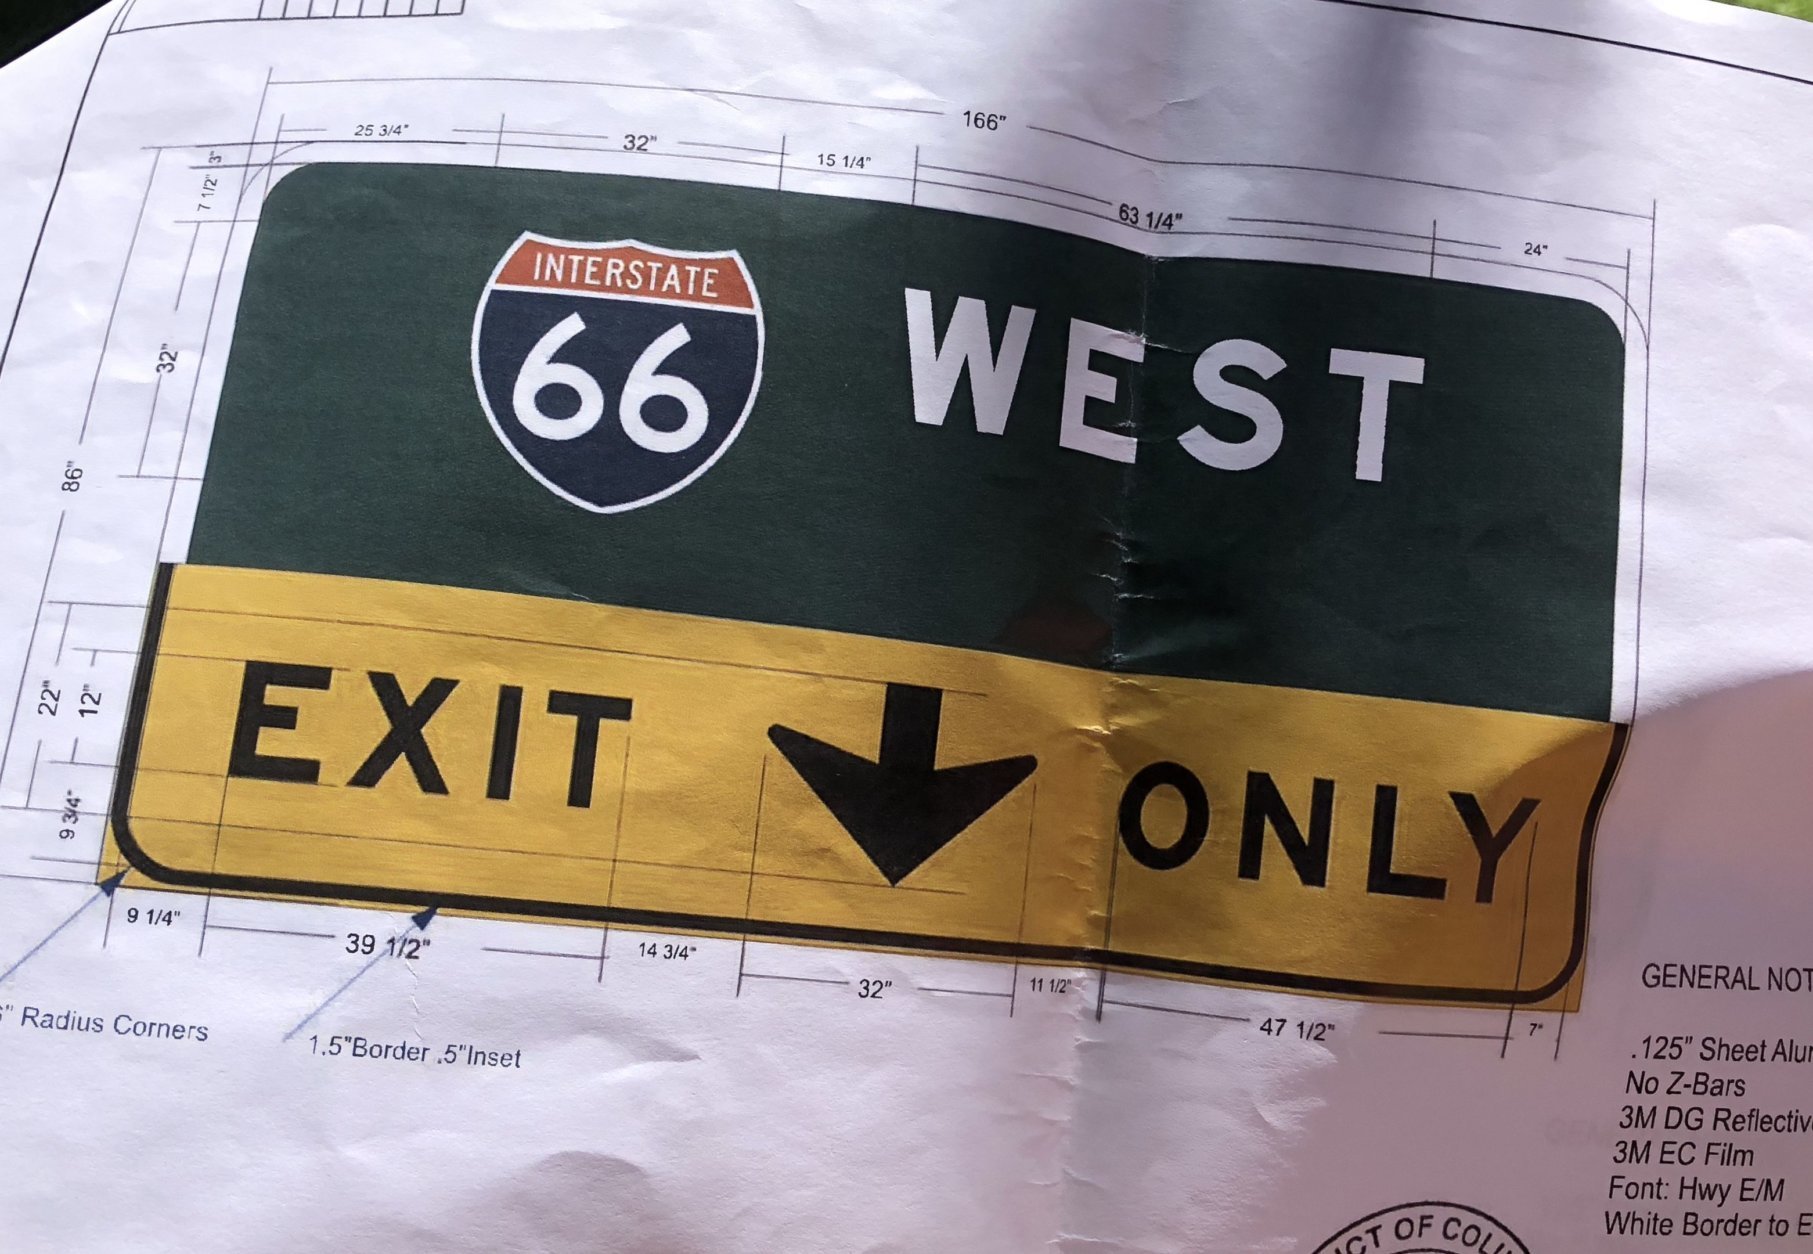 166"
25 3/4"
32"
15 1/4"
63 1/4"
24"
3"
7 1/2"
32"
86"
INTERSTATE
66
WEST
22"
12"
9 3/4"
EXIT ONLY
9 1/4"
39 1/2"
14 3/4"
32"
11 1/2"
47 1/2"
7"
" Radius Corners
1.5"Border .5"Inset
GENERAL NOT
.125" Sheet Alu
No Z-Bars
3M DG Reflectiv
3M EC Film
Font: Hwy E/M
White Border to E
CT OF COLU